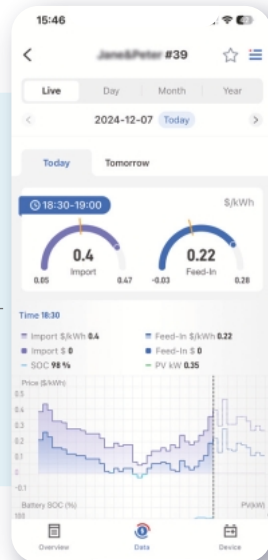 15:46
#39
Live Day Month Year
2024-12-07 Today
Today Tomorrow
18:30-19:00 $/kWh
0.4 0.22
Import Feed-In
0.05 0.47 -0.03 0.28
Time 18:30
Import $/kWh 0.4 Feed-In $/kWh 0.22
Import $ 0 Feed-In $ 0
SOC 98 % PV kW 0.35
Price ($/kWh)
0.5
0.4
0.3
0.2
0.1
0
-0.1
Battery SOC (%) PV(kW)
100
Overview Data Device